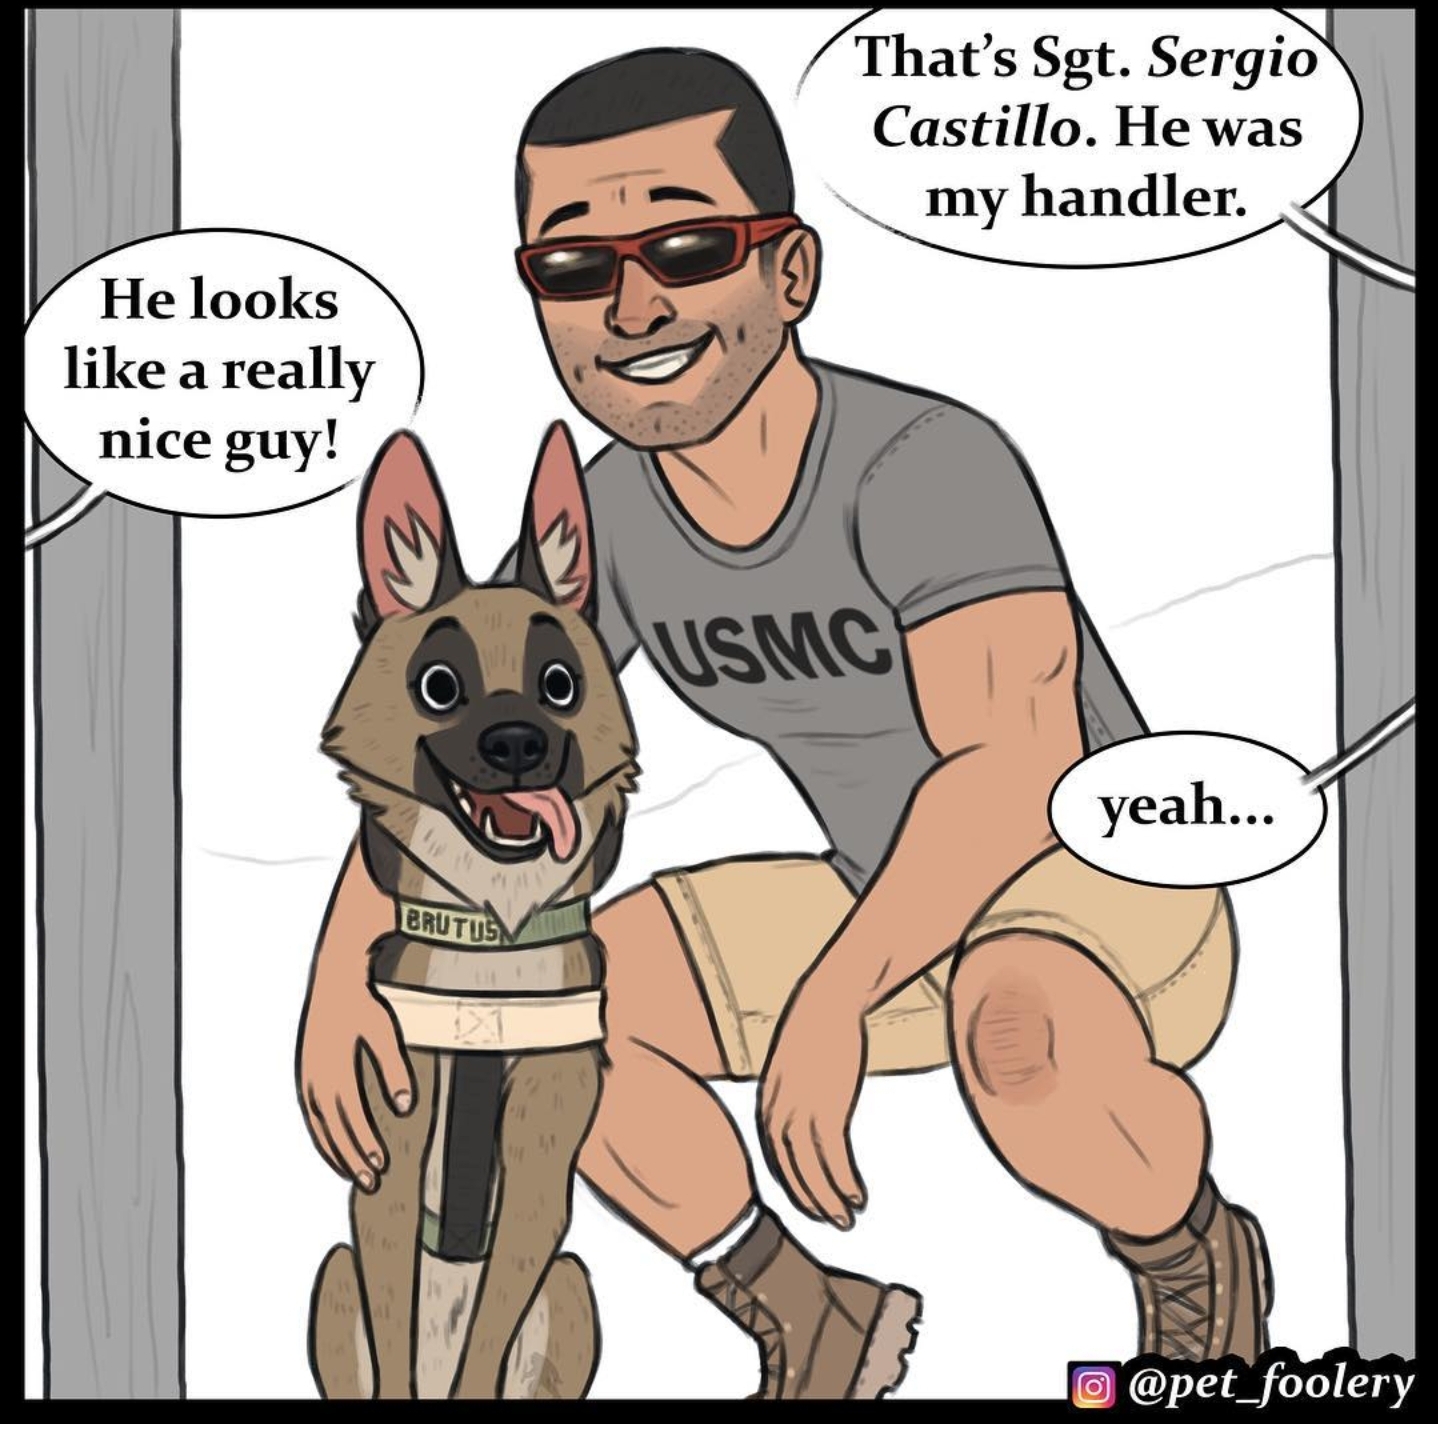 That's Sgt. Sergio
Castillo. He was
my handler.
He looks
like a really
nice guy!
USMC
yeah...
BRUTUS
@pet_foolery